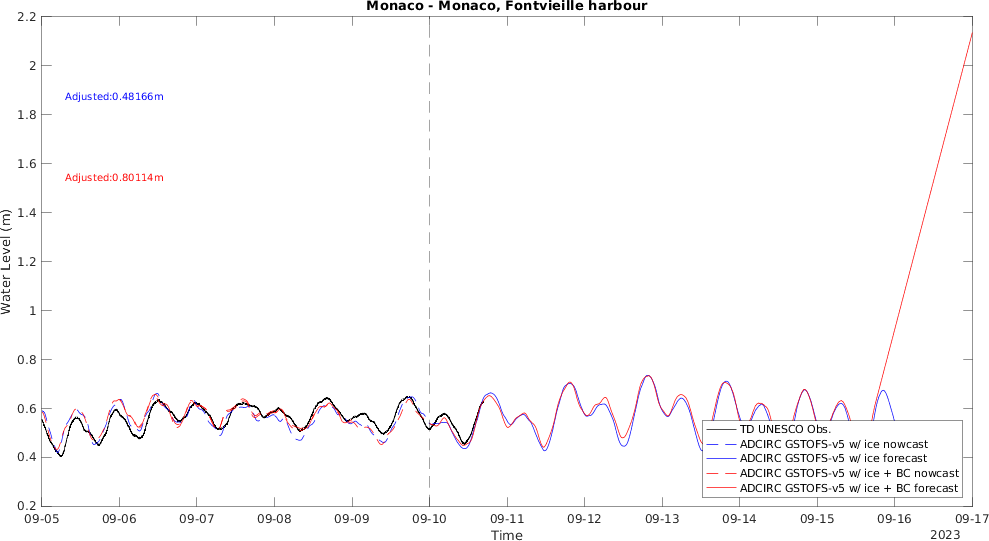 Monaco - Monaco, Fontvieille harbour
2.2
2
1.8
1.6
1.4
1.2
1
0.8
0.6
0.4
0.2
Water Level (m)
Adjusted:0.48166m
Adjusted:0.80114m
TD UNESCO Obs.
ADCIRC GSTOFS-v5 w/ ice nowcast
ADCIRC GSTOFS-v5 w/ ice forecast
ADCIRC GSTOFS-v5 w/ ice + BC nowcast
ADCIRC GSTOFS-v5 w/ ice + BC forecast
09-05 09-06 09-07 09-08 09-09 09-10 09-11 09-12 09-13 09-14 09-15 09-16 09-17
Time
2023